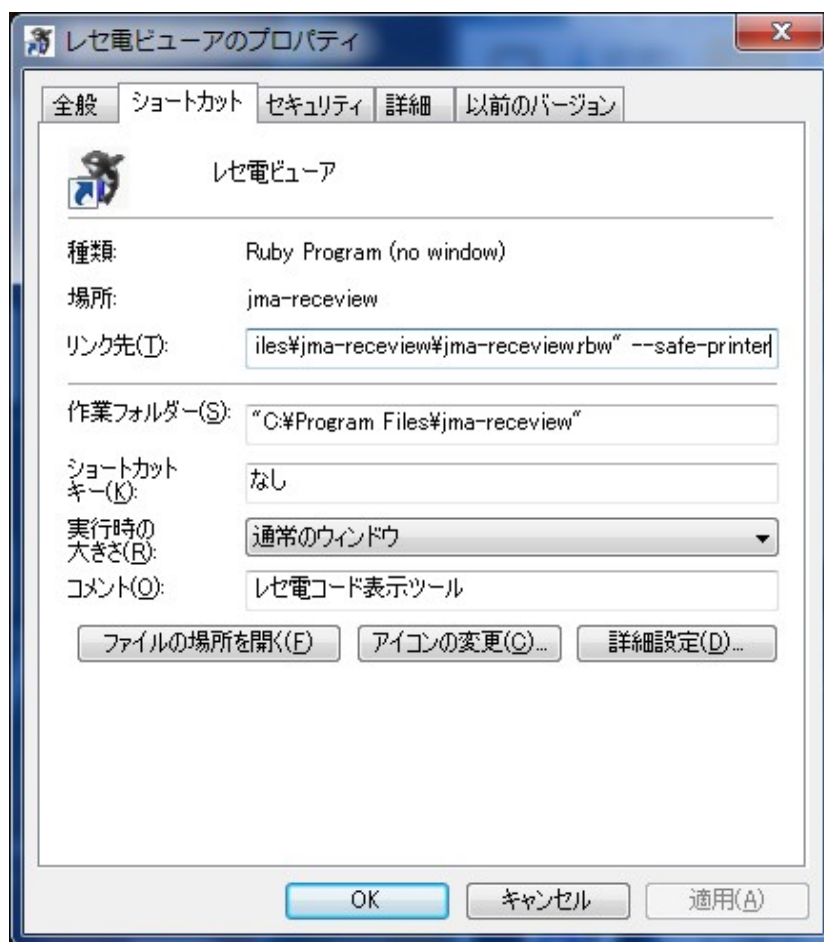 レセ電ビューアのプロパティ
全般 ショートカット セキュリティ 詳細 以前のバージョン
レセ電ビューア
種類: Ruby Program (no window)
場所: jma-receview
リンク先(T): iles¥jma-receview¥jma-receview.rbw" --safe-printer
作業フォルダー(S): "C:¥Program Files¥jma-receview"
ショートカット
キー(K): なし
実行時の
大きさ(R): 通常のウィンドウ
コメント(O): レセ電コード表示ツール
ファイルの場所を開く(F) アイコンの変更(C)... 詳細設定(D)...
OK キャンセル 適用(A)